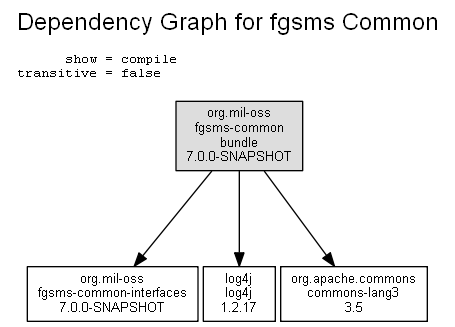 Dependency Graph for fgsms Common
show = compile
transitive = false
org.mil-oss
fgsms-common
bundle
7.0.0-SNAPSHOT
org.mil-oss
fgsms-common-interfaces
7.0.0-SNAPSHOT
log4j
log4j
1.2.17
org.apache.commons
commons-lang3
3.5